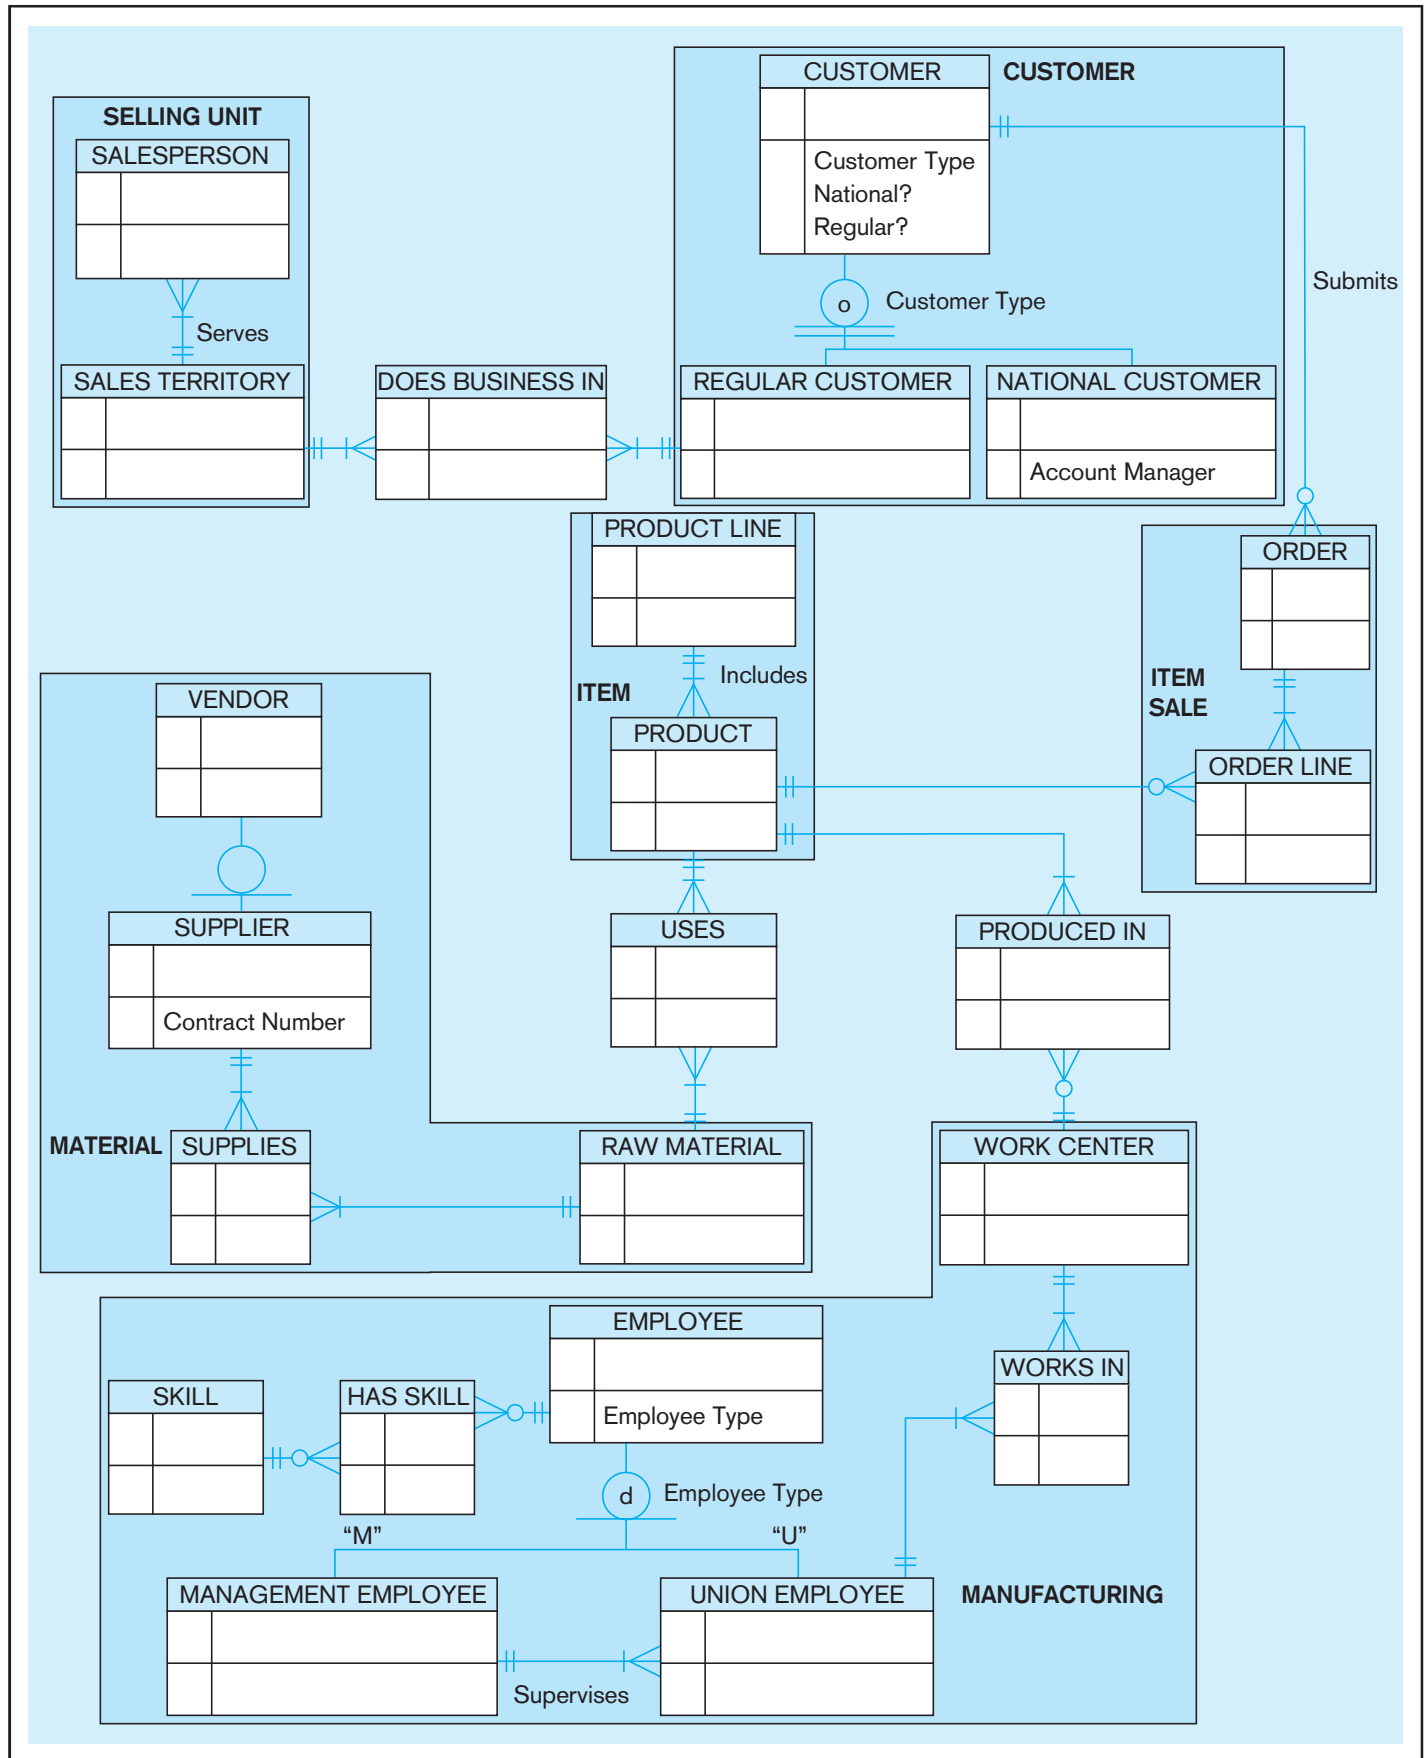 CUSTOMER
CUSTOMER
Customer Type
National?
Regular?
SELLING UNIT
SALESPERSON
Submits
o
Customer Type
Serves
SALES TERRITORY
DOES BUSINESS IN
REGULAR CUSTOMER
NATIONAL CUSTOMER
Account Manager
PRODUCT LINE
ORDER
Includes
ITEM
ITEM
SALE
VENDOR
PRODUCT
ORDER LINE
SUPPLIER
Contract Number
USES
PRODUCED IN
MATERIAL
SUPPLIES
RAW MATERIAL
WORK CENTER
EMPLOYEE
Employee Type
SKILL
HAS SKILL
WORKS IN
d
Employee Type
“M”
“U”
MANAGEMENT EMPLOYEE
UNION EMPLOYEE
MANUFACTURING
Supervises